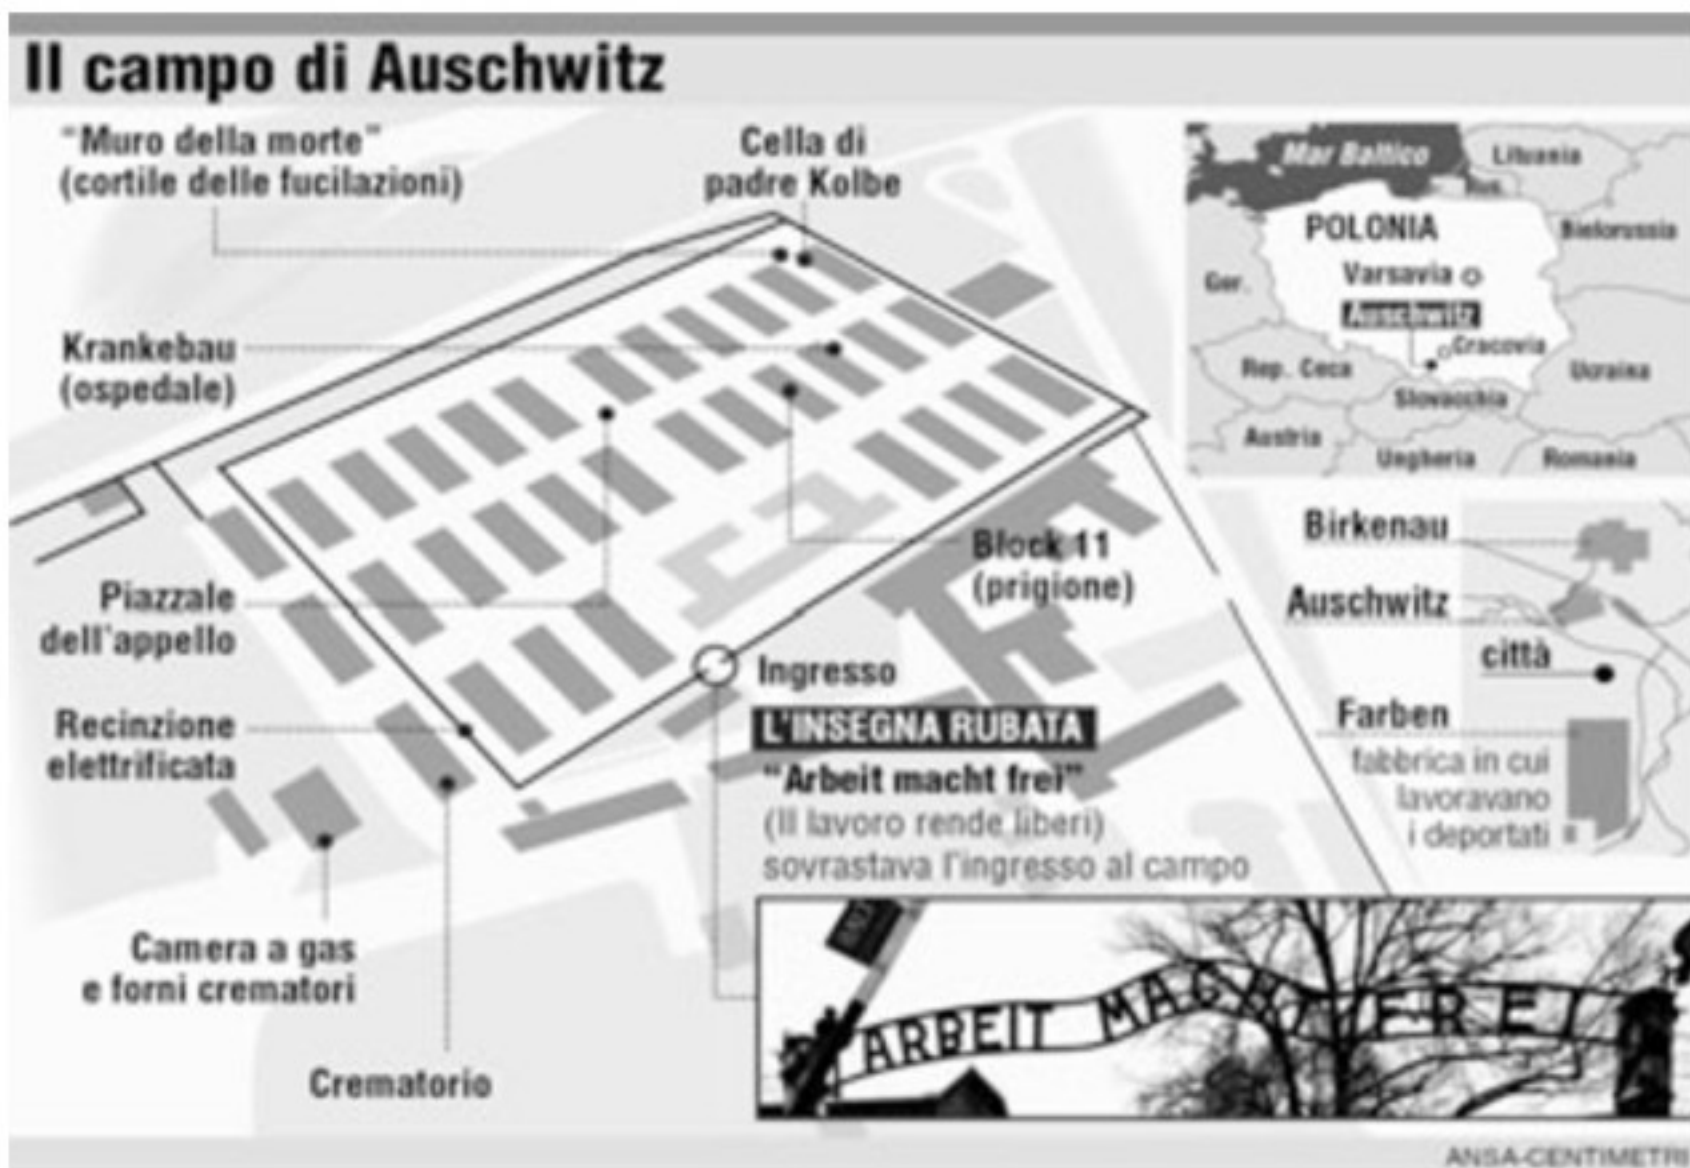 Il campo di Auschwitz
“Muro della morte”
(cortile delle fucilazioni)
Cella di
padre Kolbe
Krankebau
(ospedale)
Piazzale
dell'appello
Recinzione
elettrificata
Camera a gas
e forni crematori
Crematorio
Block 11
(prigione)
Ingresso
L'INSEGNA RUBATA
“Arbeit macht frei”
(Il lavoro rende liberi)
sovrastava l'ingresso al campo
Mar Baltico
Lituania
Rus.
POLONIA
Bielorussia
Varsavia
Ger.
Auschwitz
Cracovia
Rep. Ceca
Ucraina
Slovacchia
Austria
Ungheria
Romania
Birkenau
Auschwitz
città
Farben
fabbrica in cui
lavoravano
i deportati
ARBEIT MACHT FREI
ANSA-CENTIMETRI